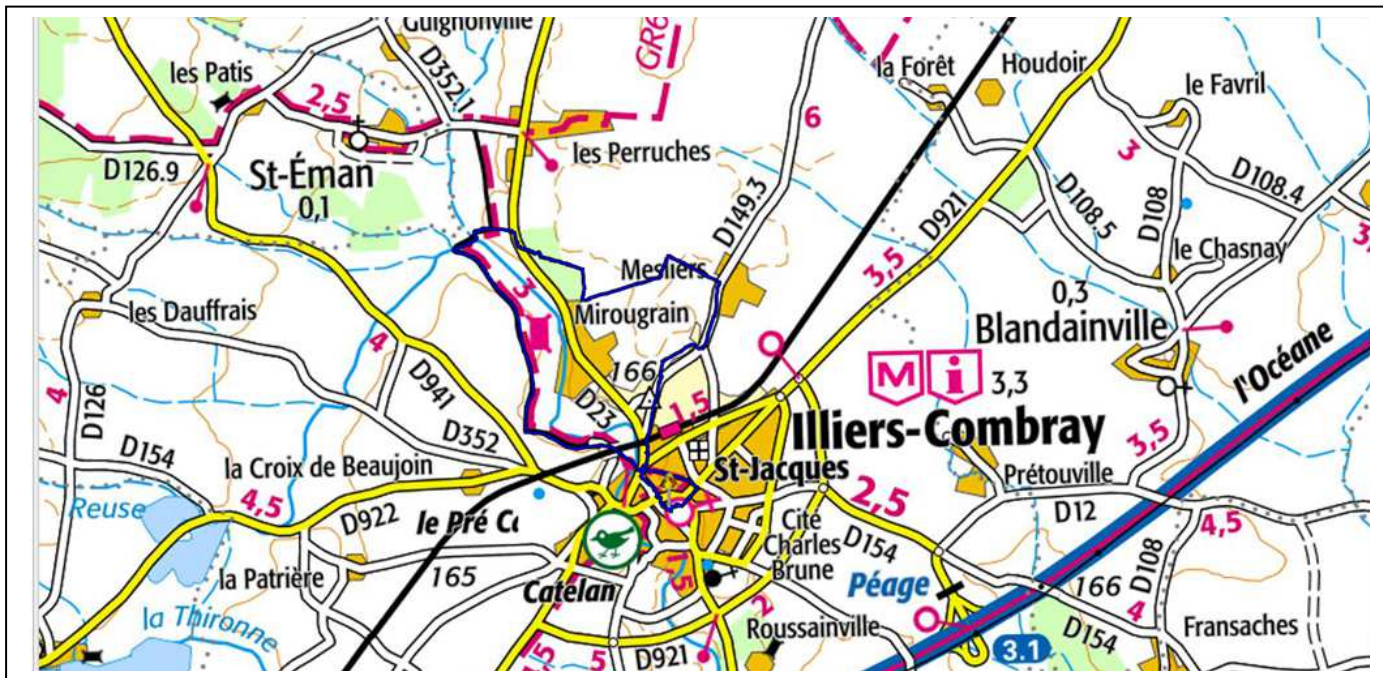 Guignonville
les Patis
D352.1
GR6
la Forêt
Houdoir
le Favril
2,5
6
3
les Perruches
D126.9
St-Éman
0,1
D149.3
D921
D108.4
D108.5
D108
3,5
le Chasnay
Mesliers
0,3
les Dauffrais
3
Mirougrain
Blandainville
4
166
3,3
l'Océane
4
D126
D941
D23
1,5
Illiers-Combray
D154
D352
la Croix de Beaujoin
St-Jacques
3,5
Prétouville
Reuse
4,5
2,5
D12
4,5
D922
le Pré
Cité
Charles
Brune
D154
165
1,5
la Patrière
Catelan
Péage
166
D108
4
la Thironne
2
Roussainville
D154
Fransaches
5
D921
3.1